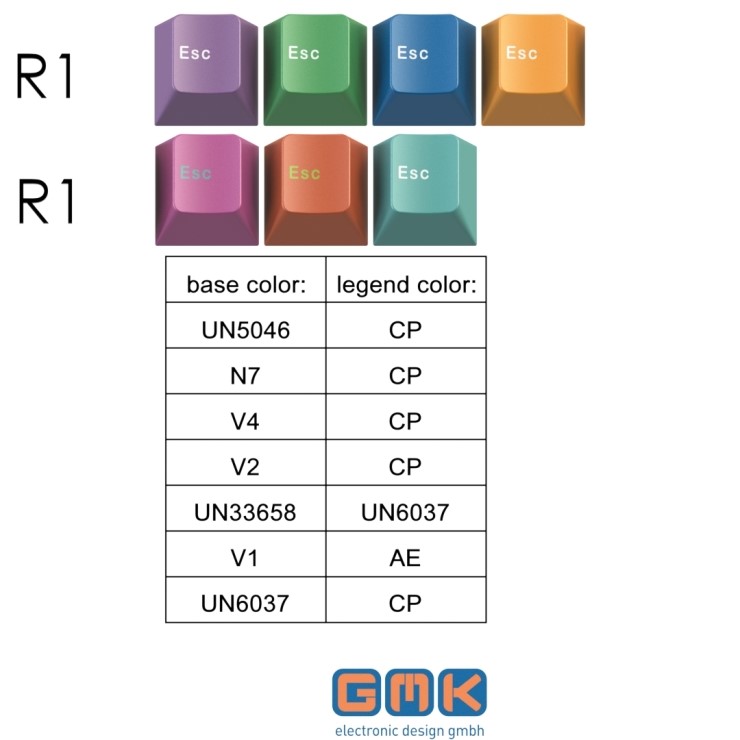 R1 Esc Esc Esc Esc
R1 Esc Esc Esc
base color: legend color:
UN5046 CP
N7 CP
V4 CP
V2 CP
UN33658 UN6037
V1 AE
UN6037 CP
GMK
electronic design gmbh